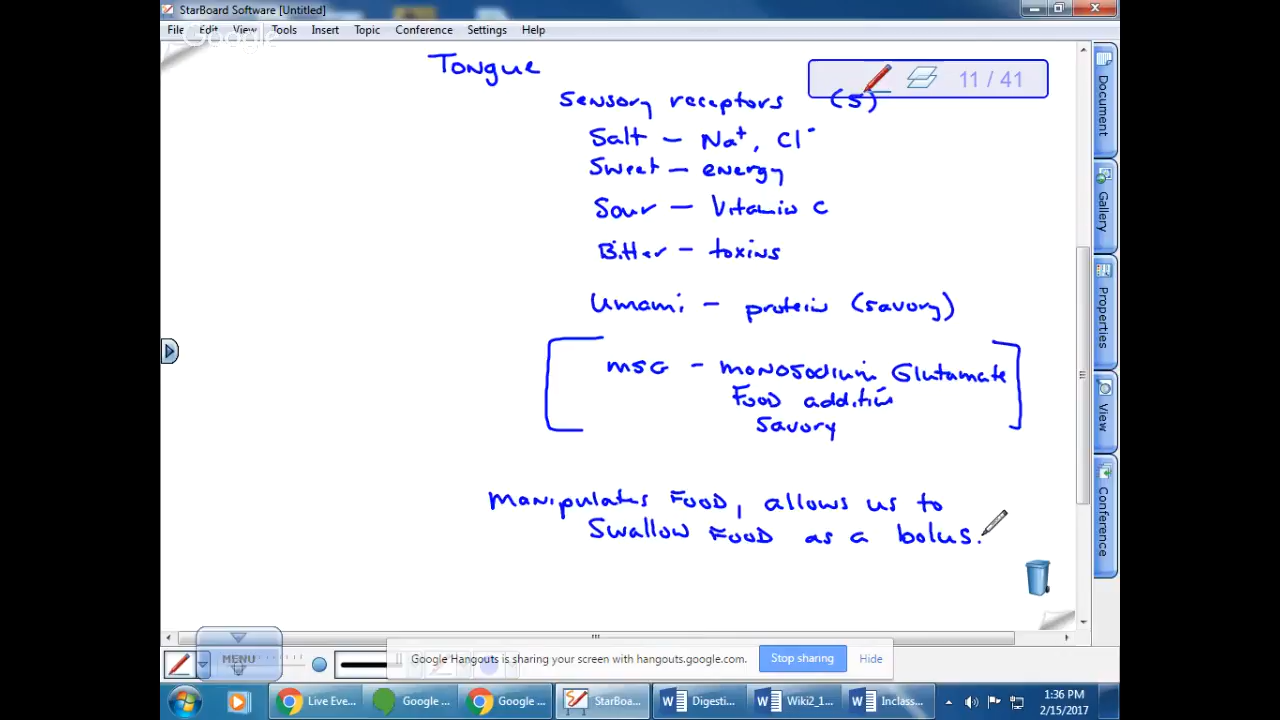 StarBoard Software [Untitled]
File Edit View Tools Insert Topic Conference Settings Help
Google
Tongue
11 / 41
Sensory receptors (5)
Salt – Na+, Cl-
Sweet – energy
Sour – Vitamin C
Bitter – toxins
Umami – protein (savory)
MSG – monosodium Glutamate
Food additiv
Savory
Manipulates Food, allows us to
Swallow Food as a bolus.
Document
Gallery
Properties
View
Conference
MENU
Google Hangouts is sharing your screen with hangouts.google.com. Stop sharing Hide
Live Eve... Google ... Google ... StarBoa... Digesti... Wiki2_1... Inclass...
1:36 PM
2/15/2017